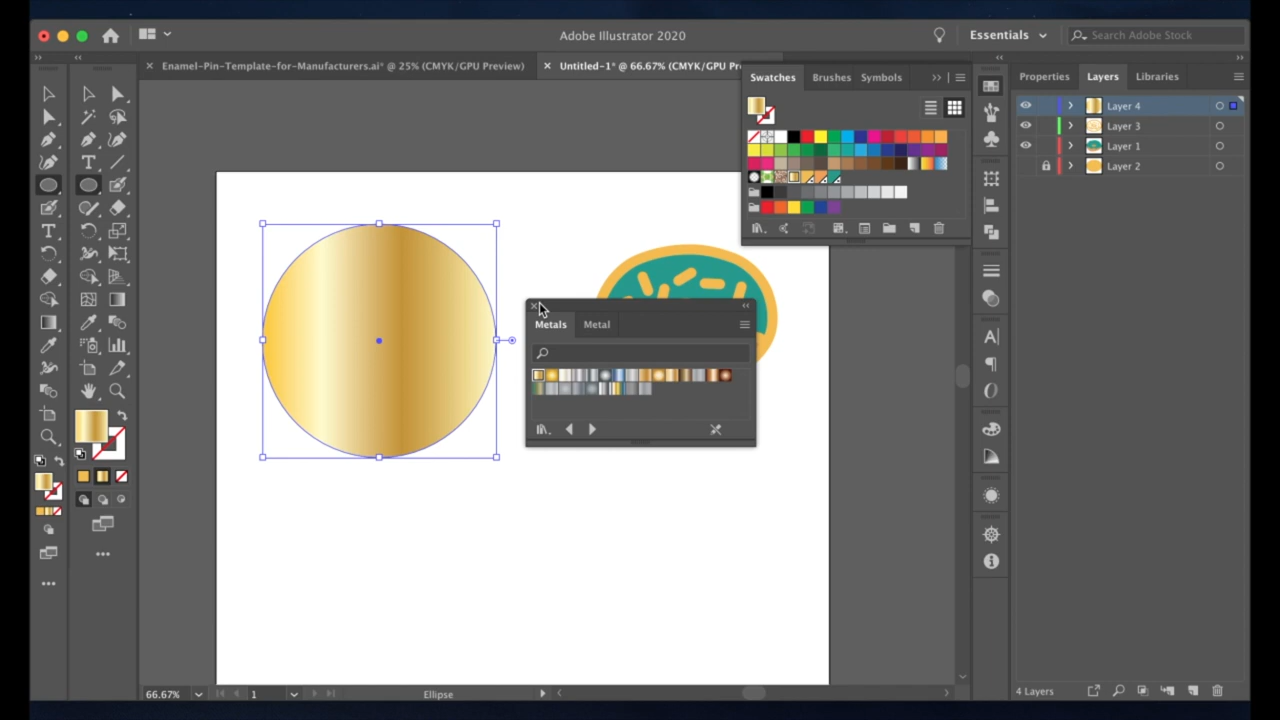 Adobe Illustrator 2020
Essentials
Search Adobe Stock
Enamel-Pin-Template-for-Manufacturers.ai* @ 25% (CMYK/GPU Preview)
Untitled-1* @ 66.67% (CMYK/GPU Pr
Swatches
Brushes
Symbols
Properties
Layers
Libraries
Layer 4
Layer 3
Layer 1
Layer 2
Metals
Metal
66.67%
1
Ellipse
4 Layers